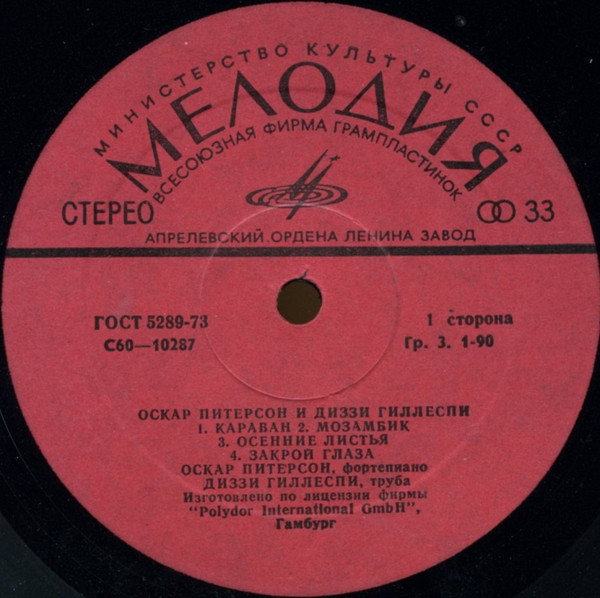 МИНИСТЕРСТВО КУЛЬТУРЫ СССР
МЕЛОДИЯ
ВСЕСОЮЗНАЯ ФИРМА ГРАМПЛАСТИНОК
СТЕРЕО
33
АПРЕЛЕВСКИЙ ОРДЕНА ЛЕНИНА ЗАВОД
ГОСТ 5289-73
1 сторона
С60—10287
Гр. 3. 1-90
ОСКАР ПИТЕРСОН И ДИЗЗИ ГИЛЛЕСПИ
1. КАРАВАН 2. МОЗАМБИК
3. ОСЕННИЕ ЛИСТЬЯ
4. ЗАКРОЙ ГЛАЗА
ОСКАР ПИТЕРСОН, фортепиано
ДИЗЗИ ГИЛЛЕСПИ, труба
Изготовлено по лицензии фирмы
"Polydor International GmbH",
Гамбург